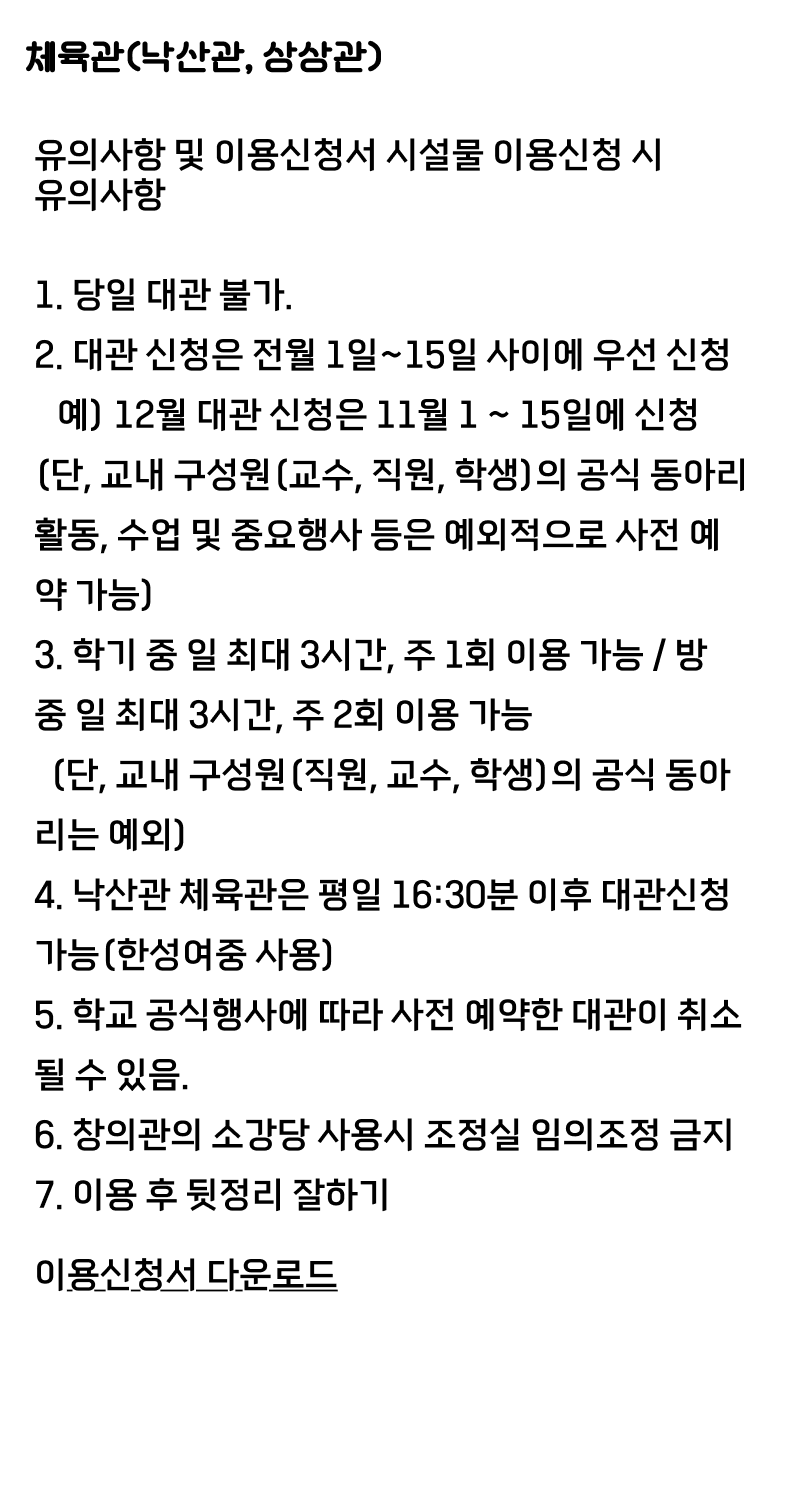 체육관(낙산관, 상상관)
유의사항 및 이용신청서 시설물 이용신청 시
유의사항
1. 당일 대관 불가.
2. 대관 신청은 전월 1일~15일 사이에 우선 신청
예) 12월 대관 신청은 11월 1 ~ 15일에 신청
(단, 교내 구성원(교수, 직원, 학생)의 공식 동아리
활동, 수업 및 중요행사 등은 예외적으로 사전 예
약 가능)
3. 학기 중 일 최대 3시간, 주 1회 이용 가능 / 방
중 일 최대 3시간, 주 2회 이용 가능
(단, 교내 구성원(직원, 교수, 학생)의 공식 동아
리는 예외)
4. 낙산관 체육관은 평일 16:30분 이후 대관신청
가능(한성여중 사용)
5. 학교 공식행사에 따라 사전 예약한 대관이 취소
될 수 있음.
6. 창의관의 소강당 사용시 조정실 임의조정 금지
7. 이용 후 뒷정리 잘하기
이용신청서 다운로드